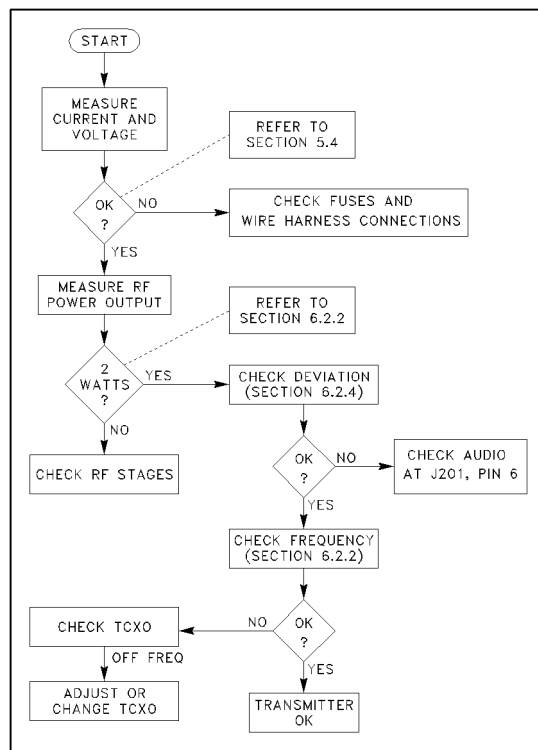 START
MEASURE
CURRENT AND
VOLTAGE
REFER TO
SECTION 5.4
OK
?
NO
CHECK FUSES AND
WIRE HARNESS CONNECTIONS
YES
MEASURE RF
POWER OUTPUT
REFER TO
SECTION 6.2.2
2
WATTS
?
YES
CHECK DEVIATION
(SECTION 6.2.4)
NO
CHECK RF STAGES
OK
?
NO
CHECK AUDIO
AT J201, PIN 6
YES
CHECK FREQUENCY
(SECTION 6.2.2)
OK
?
NO
CHECK TCXO
OFF FREQ
ADJUST OR
CHANGE TCXO
YES
TRANSMITTER
OK